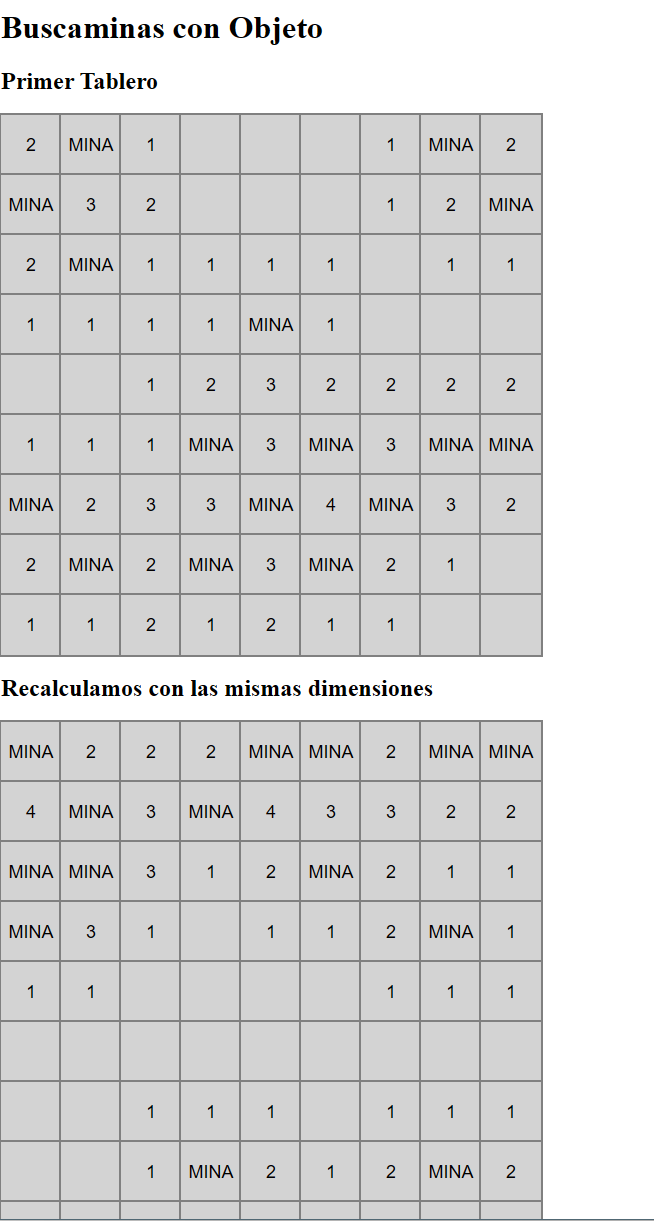 Buscaminas con Objeto
Primer Tablero
2 MINA 1 1 MINA 2
MINA 3 2 1 2 MINA
2 MINA 1 1 1 1 1 1
1 1 1 1 MINA 1
1 2 3 2 2 2 2
1 1 1 MINA 3 MINA 3 MINA MINA
MINA 2 3 3 MINA 4 MINA 3 2
2 MINA 2 MINA 3 MINA 2 1
1 1 2 1 2 1 1
Recalculamos con las mismas dimensiones
MINA 2 2 2 MINA MINA 2 MINA MINA
4 MINA 3 MINA 4 3 3 2 2
MINA MINA 3 1 2 MINA 2 1 1
MINA 3 1 1 1 2 MINA 1
1 1 1 1 1
1 1 1 1 1 1
1 MINA 2 1 2 MINA 2